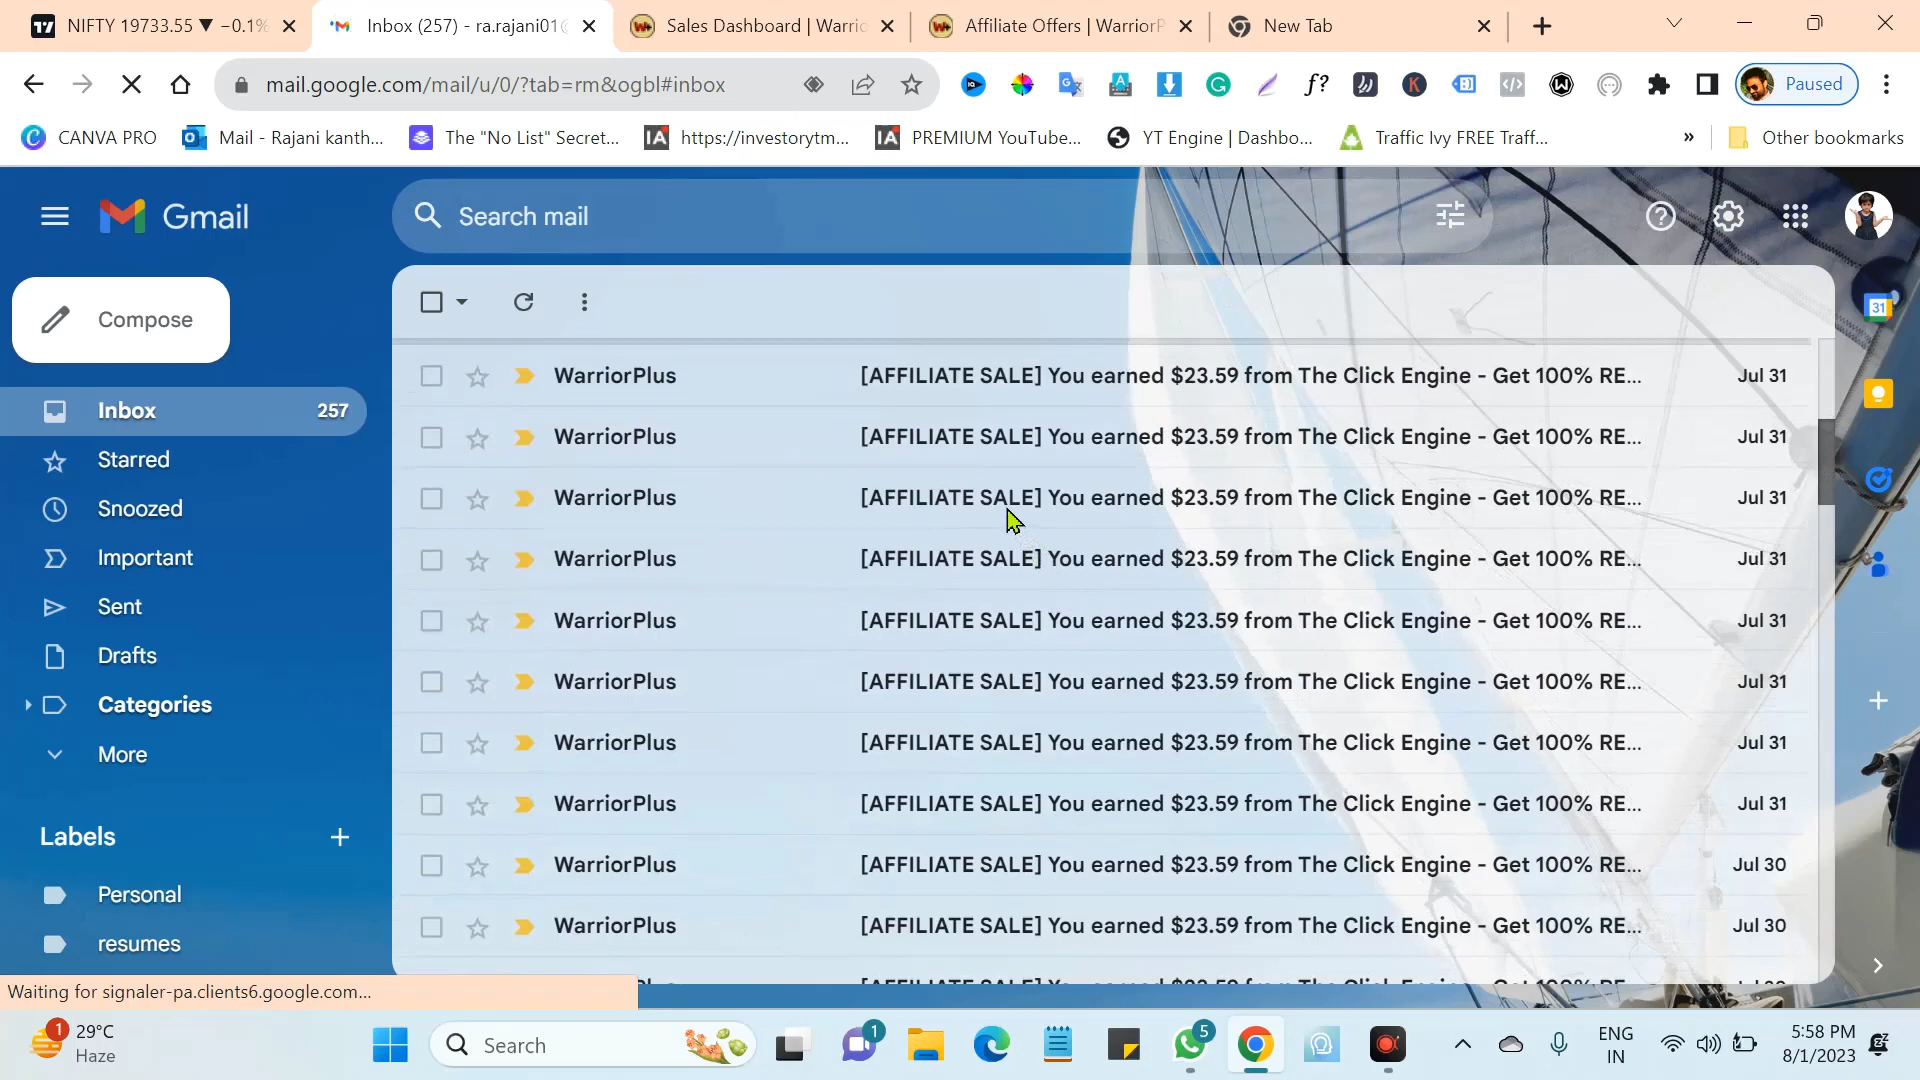 NIFTY 19733.55 ▼ −0.1%
Inbox (257) - ra.rajani01@
Sales Dashboard | Warrio
Affiliate Offers | WarriorP
New Tab
mail.google.com/mail/u/0/?tab=rm&ogbl#inbox
Paused
CANVA PRO
Mail - Rajani kanth...
The "No List" Secret...
https://investorytm...
PREMIUM YouTube...
YT Engine | Dashbo...
Traffic Ivy FREE Traff...
»
Other bookmarks
Gmail
Search mail
Compose
Inbox 257
Starred
Snoozed
Important
Sent
Drafts
Categories
More
Labels
Personal
resumes
WarriorPlus [AFFILIATE SALE] You earned $23.59 from The Click Engine - Get 100% RE... Jul 31
WarriorPlus [AFFILIATE SALE] You earned $23.59 from The Click Engine - Get 100% RE... Jul 31
WarriorPlus [AFFILIATE SALE] You earned $23.59 from The Click Engine - Get 100% RE... Jul 31
WarriorPlus [AFFILIATE SALE] You earned $23.59 from The Click Engine - Get 100% RE... Jul 31
WarriorPlus [AFFILIATE SALE] You earned $23.59 from The Click Engine - Get 100% RE... Jul 31
WarriorPlus [AFFILIATE SALE] You earned $23.59 from The Click Engine - Get 100% RE... Jul 31
WarriorPlus [AFFILIATE SALE] You earned $23.59 from The Click Engine - Get 100% RE... Jul 31
WarriorPlus [AFFILIATE SALE] You earned $23.59 from The Click Engine - Get 100% RE... Jul 31
WarriorPlus [AFFILIATE SALE] You earned $23.59 from The Click Engine - Get 100% RE... Jul 30
WarriorPlus [AFFILIATE SALE] You earned $23.59 from The Click Engine - Get 100% RE... Jul 30
31
Waiting for signaler-pa.clients6.google.com...
1
29°C
Haze
Search
1
5
ENG
IN
5:58 PM
8/1/2023